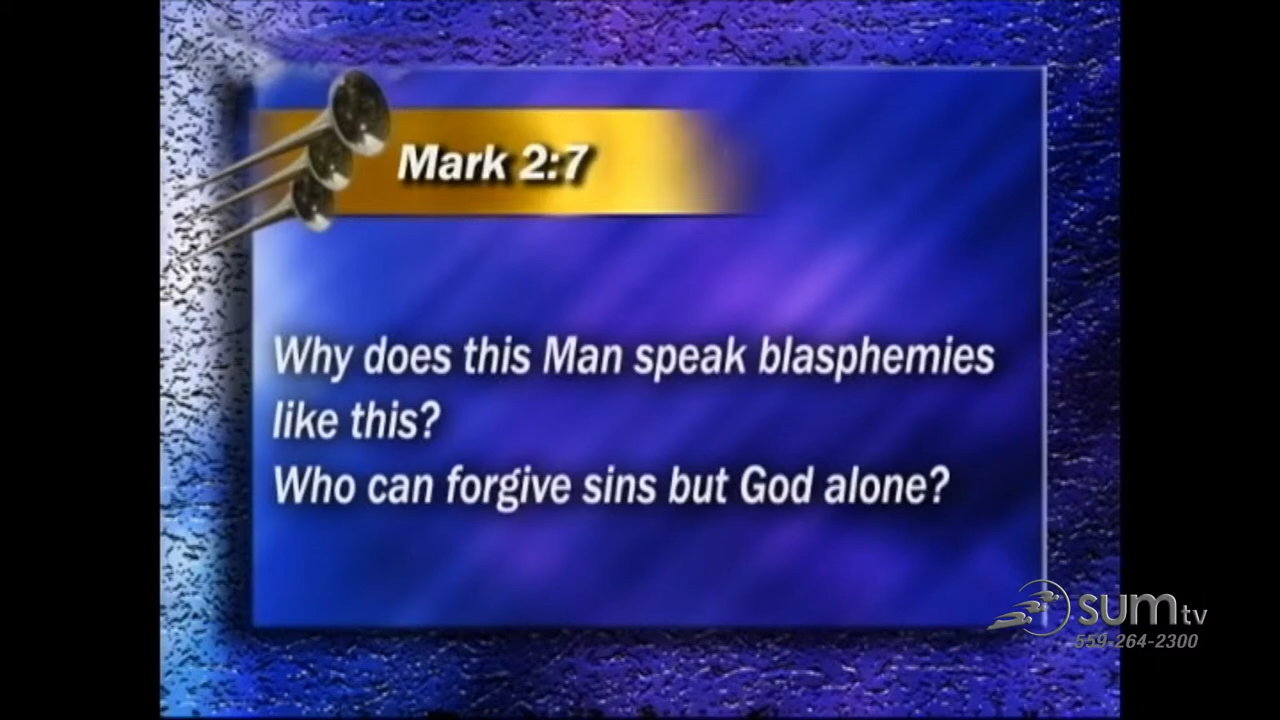 Mark 2:7
Why does this Man speak blasphemies
like this?
Who can forgive sins but God alone?
sumtv
559-264-2300